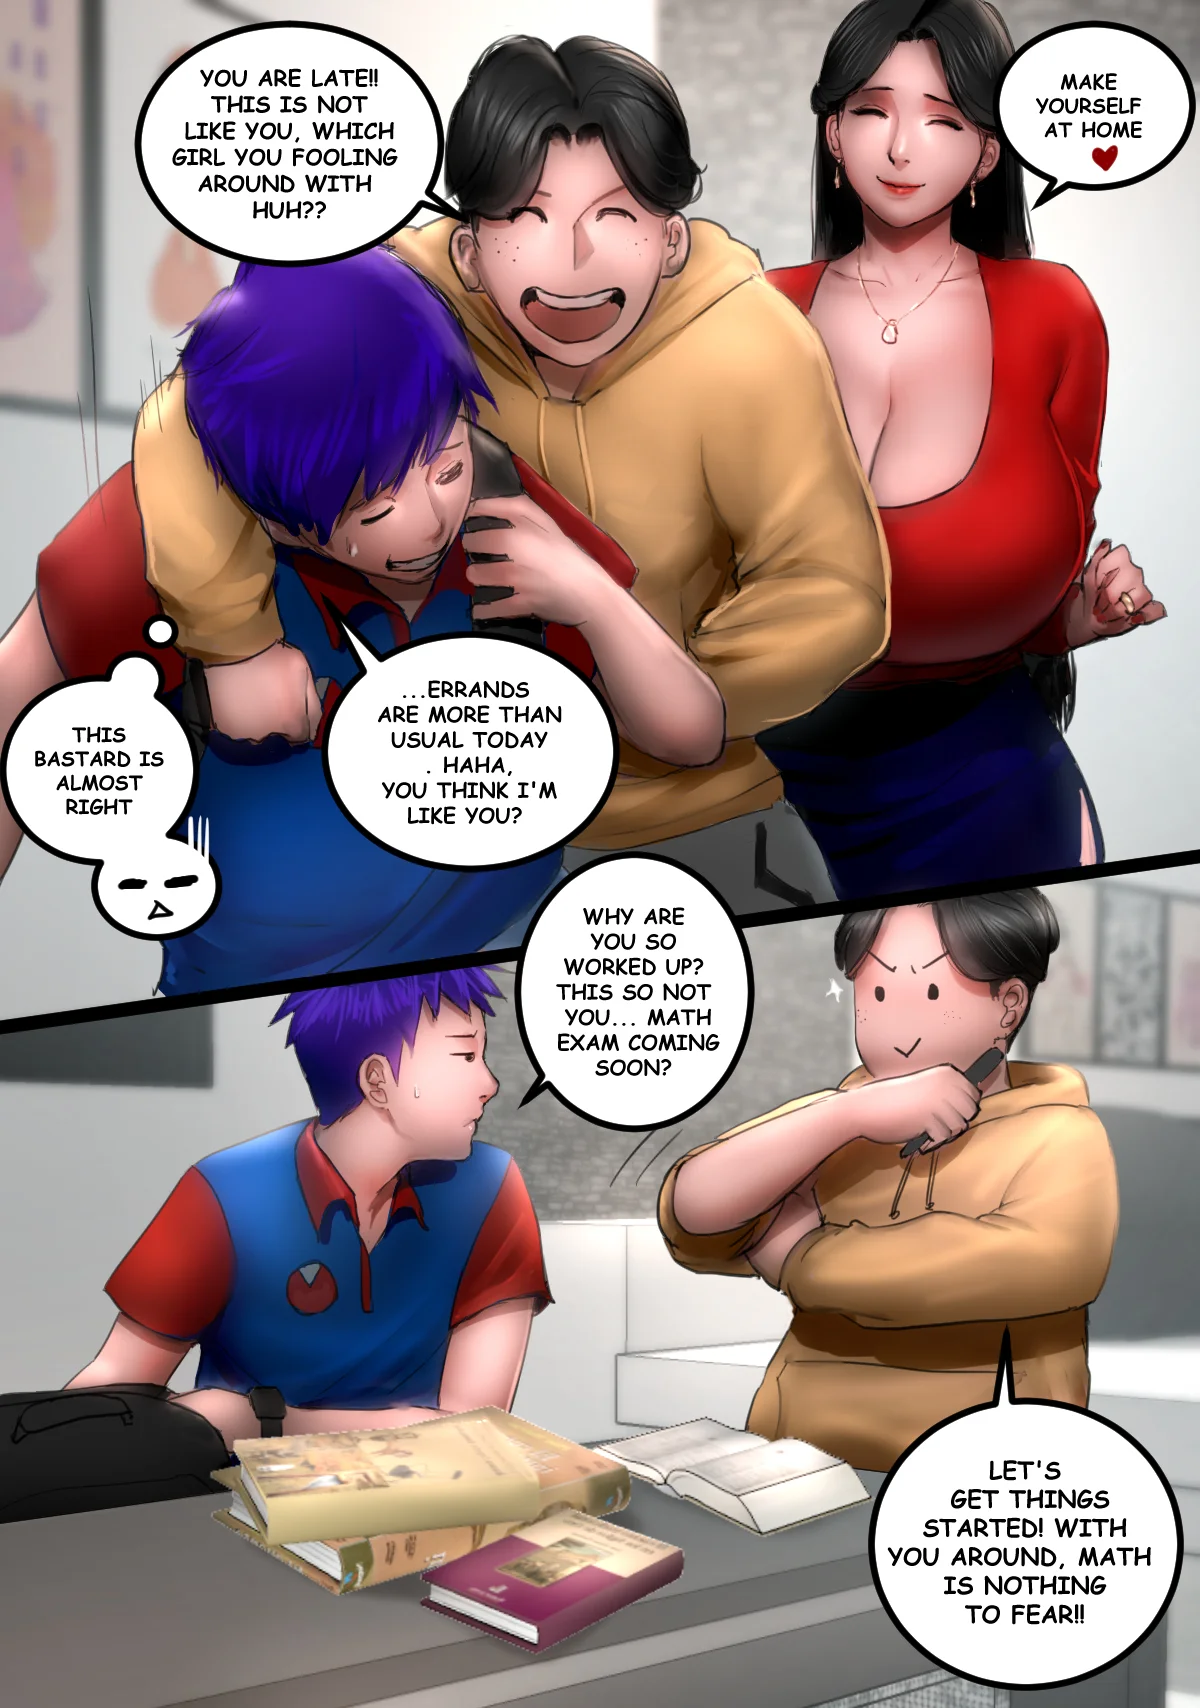 YOU ARE LATE!!
THIS IS NOT
LIKE YOU, WHICH
GIRL YOU FOOLING
AROUND WITH
HUH??
MAKE
YOURSELF
AT HOME
...ERRANDS
ARE MORE THAN
USUAL TODAY
. HAHA,
YOU THINK I'M
LIKE YOU?
THIS
BASTARD IS
ALMOST
RIGHT
WHY ARE
YOU SO
WORKED UP?
THIS SO NOT
YOU... MATH
EXAM COMING
SOON?
LET'S
GET THINGS
STARTED! WITH
YOU AROUND, MATH
IS NOTHING
TO FEAR!!